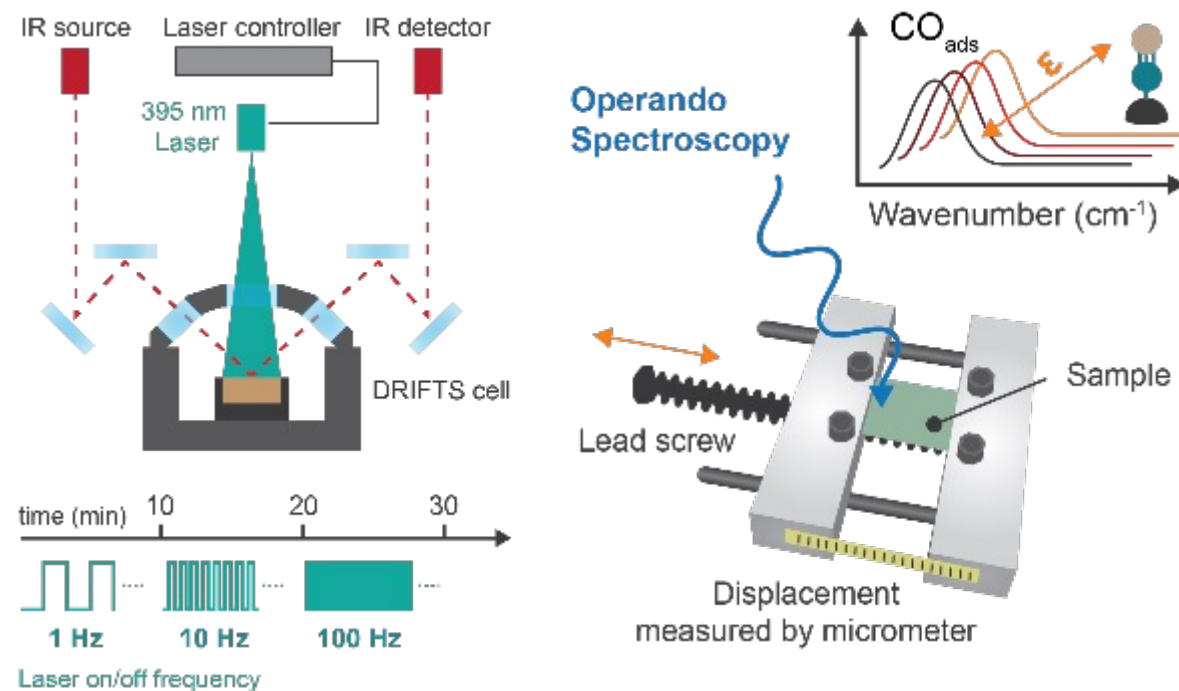 IR source
Laser controller
IR detector
395 nm
Laser
DRIFTS cell
time (min)
10
20
30
1 Hz
10 Hz
100 Hz
Laser on/off frequency
Operando
Spectroscopy
CO_ads
ε
Wavenumber (cm⁻¹)
Sample
Lead screw
Displacement
measured by micrometer